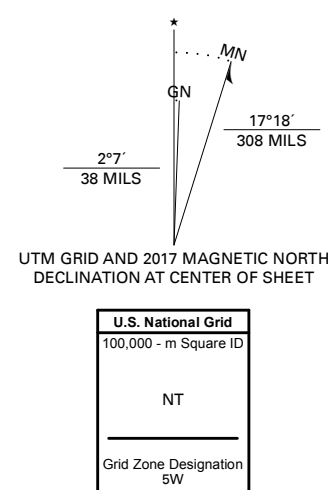 ★
MN
GN
17°18´
308 MILS
2°7´
38 MILS
UTM GRID AND 2017 MAGNETIC NORTH
DECLINATION AT CENTER OF SHEET
U.S. National Grid
100,000 - m Square ID
NT
Grid Zone Designation
5W